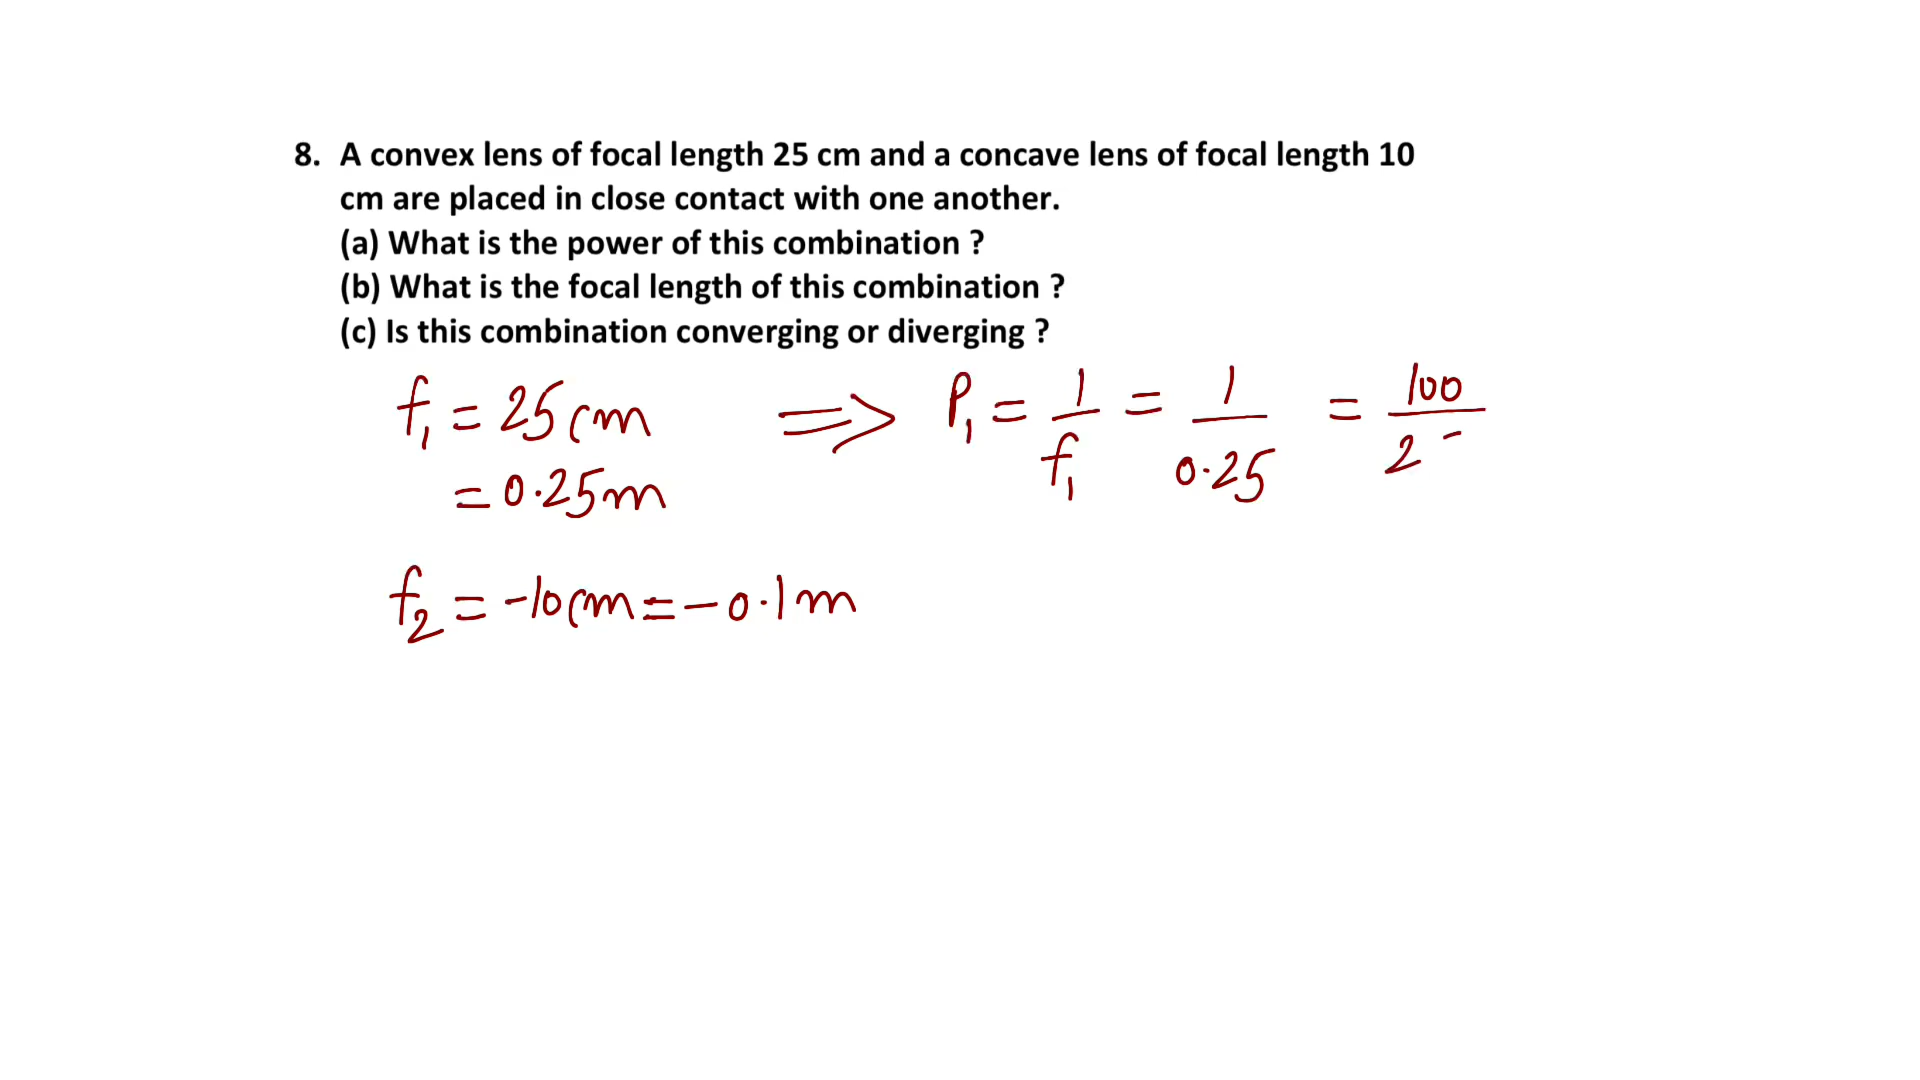 8. A convex lens of focal length 25 cm and a concave lens of focal length 10
cm are placed in close contact with one another.
(a) What is the power of this combination ?
(b) What is the focal length of this combination ?
(c) Is this combination converging or diverging ?
f₁ = 25 cm ⟹ P₁ = 1/f₁ = 1/0.25 = 100/2
= 0.25 m
f₂ = -10 cm = -0.1 m